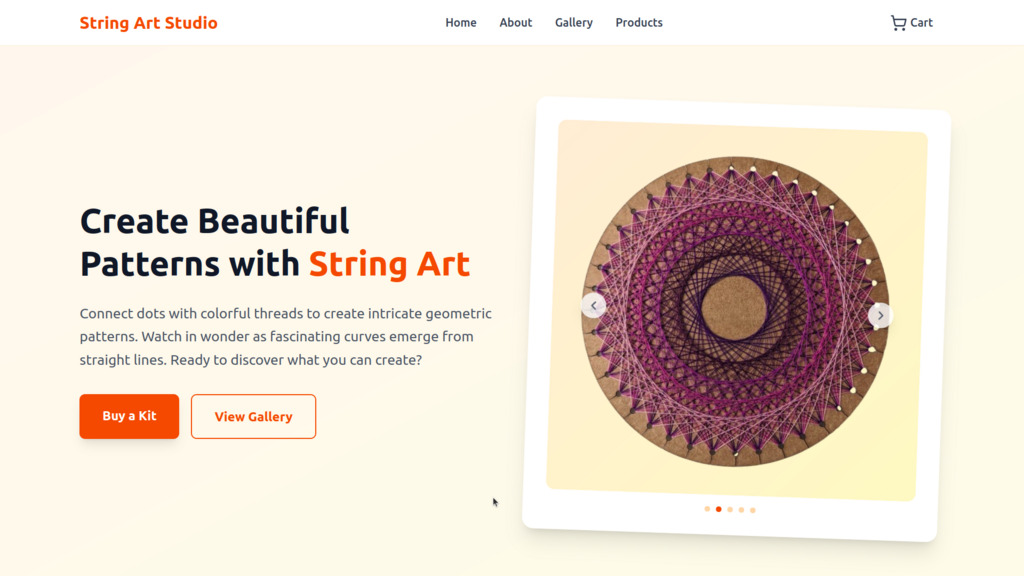 String Art Studio
Home About Gallery Products
Cart
Create Beautiful
Patterns with String Art
Connect dots with colorful threads to create intricate geometric
patterns. Watch in wonder as fascinating curves emerge from
straight lines. Ready to discover what you can create?
Buy a Kit
View Gallery